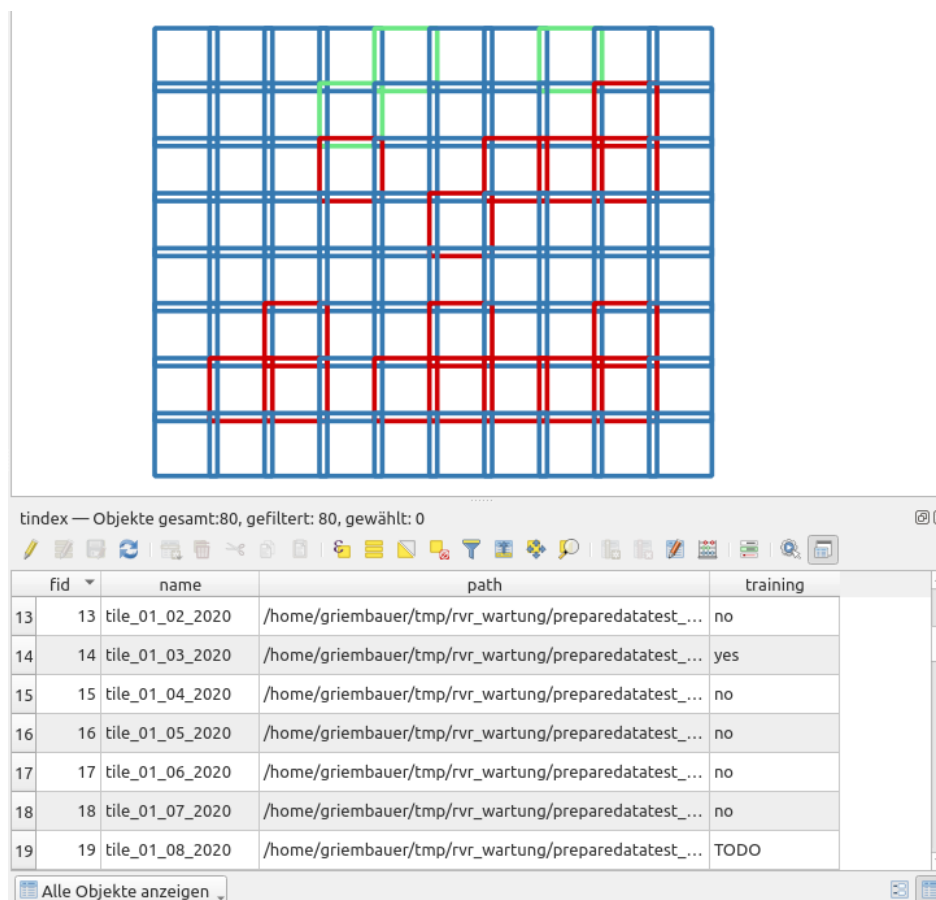 tindex — Objekte gesamt:80, gefiltert: 80, gewählt: 0
fid name path training
13 13 tile_01_02_2020 /home/griembauer/tmp/rvr_wartung/preparedatatest_... no
14 14 tile_01_03_2020 /home/griembauer/tmp/rvr_wartung/preparedatatest_... yes
15 15 tile_01_04_2020 /home/griembauer/tmp/rvr_wartung/preparedatatest_... no
16 16 tile_01_05_2020 /home/griembauer/tmp/rvr_wartung/preparedatatest_... no
17 17 tile_01_06_2020 /home/griembauer/tmp/rvr_wartung/preparedatatest_... no
18 18 tile_01_07_2020 /home/griembauer/tmp/rvr_wartung/preparedatatest_... no
19 19 tile_01_08_2020 /home/griembauer/tmp/rvr_wartung/preparedatatest_... TODO
Alle Objekte anzeigen